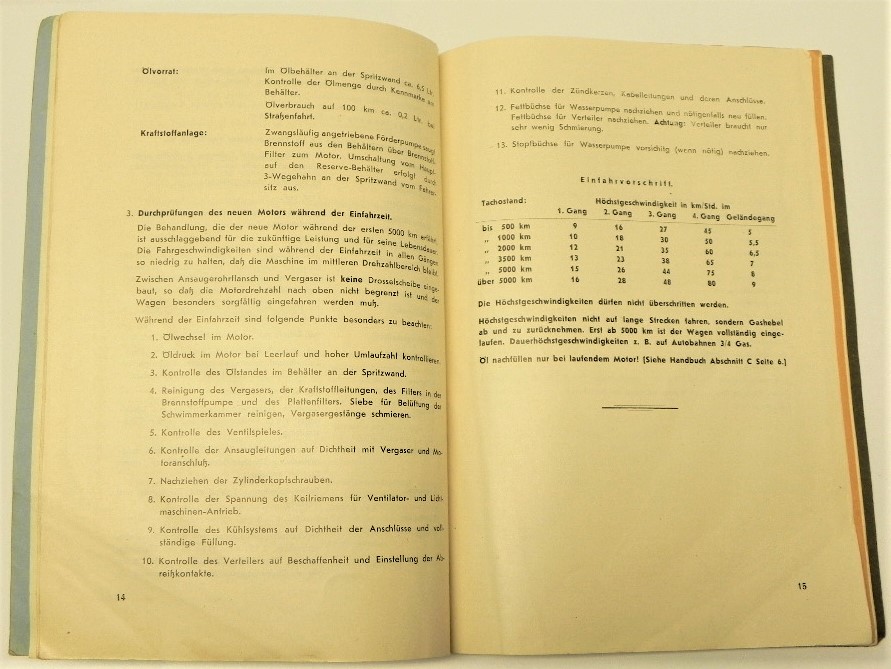 Ölvorrat: Im Ölbehälter an der Spritzwand ca. 6,5 Ltr.
Kontrolle der Ölmenge durch Kennmarke am
Behälter.
Ölverbrauch auf 100 km ca. 0,2 Ltr. bei
Straßenfahrt.
Kraftstoffanlage: Zwangsläufig angetriebene Förderpumpe saugt
Brennstoff aus den Behältern über Brennstoff-
Filter zum Motor. Umschaltung vom Haupt-
auf den Reserve-Behälter erfolgt durch
3-Wegehahn an der Spritzwand vom Fahrer-
sitz aus.
3. Durchprüfungen des neuen Motors während der Einfahrzeit.
Die Behandlung, die der neue Motor während der ersten 5000 km erfährt,
ist ausschlaggebend für die zukünftige Leistung und für seine Lebensdauer.
Die Fahrgeschwindigkeiten sind während der Einfahrzeit in allen Gängen
so niedrig zu halten, daß die Maschine im mittleren Drehzahlbereich bleibt.
Zwischen Ansaugerohrflansch und Vergaser ist keine Drosselscheibe einge-
baut, so daß die Motordrehzahl nach oben nicht begrenzt ist und der
Wagen besonders sorgfältig eingefahren werden muß.
Während der Einfahrzeit sind folgende Punkte besonders zu beachten:
1. Ölwechsel im Motor.
2. Öldruck im Motor bei Leerlauf und hoher Umlaufzahl kontrollieren.
3. Kontrolle des Ölstandes im Behälter an der Spritzwand.
4. Reinigung des Vergasers, der Kraftstoffleitungen, des Filters in der
Brennstoffpumpe und des Plattenfilters. Siebe für Belüftung der
Schwimmerkammer reinigen, Vergasergestänge schmieren.
5. Kontrolle des Ventilspieles.
6. Kontrolle der Ansaugleitungen auf Dichtheit mit Vergaser und Mo-
toranschluß.
7. Nachziehen der Zylinderkopfschrauben.
8. Kontrolle der Spannung des Keilriemens für Ventilator- und Licht-
maschinen-Antrieb.
9. Kontrolle des Kühlsystems auf Dichtheit der Anschlüsse und voll-
ständige Füllung.
10. Kontrolle des Verteilers auf Beschaffenheit und Einstellung der Ab-
reißkontakte.
14
11. Kontrolle der Zündkerzen, Kabelleitungen und deren Anschlüsse.
12. Fettbüchse für Wasserpumpe nachziehen und nötigenfalls neu füllen.
Fettbüchse für Verteiler nachziehen. Achtung: Verteiler braucht nur
sehr wenig Schmierung.
13. Stopfbüchse für Wasserpumpe vorsichtig (wenn nötig) nachziehen.
Einfahrvorschrift.
Tachostand: Höchstgeschwindigkeit in km/Std. im
1. Gang 2. Gang 3. Gang 4. Gang Geländegang
bis 500 km 9 16 27 45 5
„ 1000 km 10 18 30 50 5,5
„ 2000 km 12 21 35 60 6,5
„ 3500 km 13 23 38 65 7
„ 5000 km 15 26 44 75 8
über 5000 km 16 28 48 80 9
Die Höchstgeschwindigkeiten dürfen nicht überschritten werden.
Höchstgeschwindigkeiten nicht auf lange Strecken fahren, sondern Gashebel
ab und zu zurücknehmen. Erst ab 5000 km ist der Wagen vollständig einge-
laufen. Dauerhöchstgeschwindigkeiten z. B. auf Autobahnen 3/4 Gas.
Öl nachfüllen nur bei laufendem Motor! [Siehe Handbuch Abschnitt C Seite 6.]
15